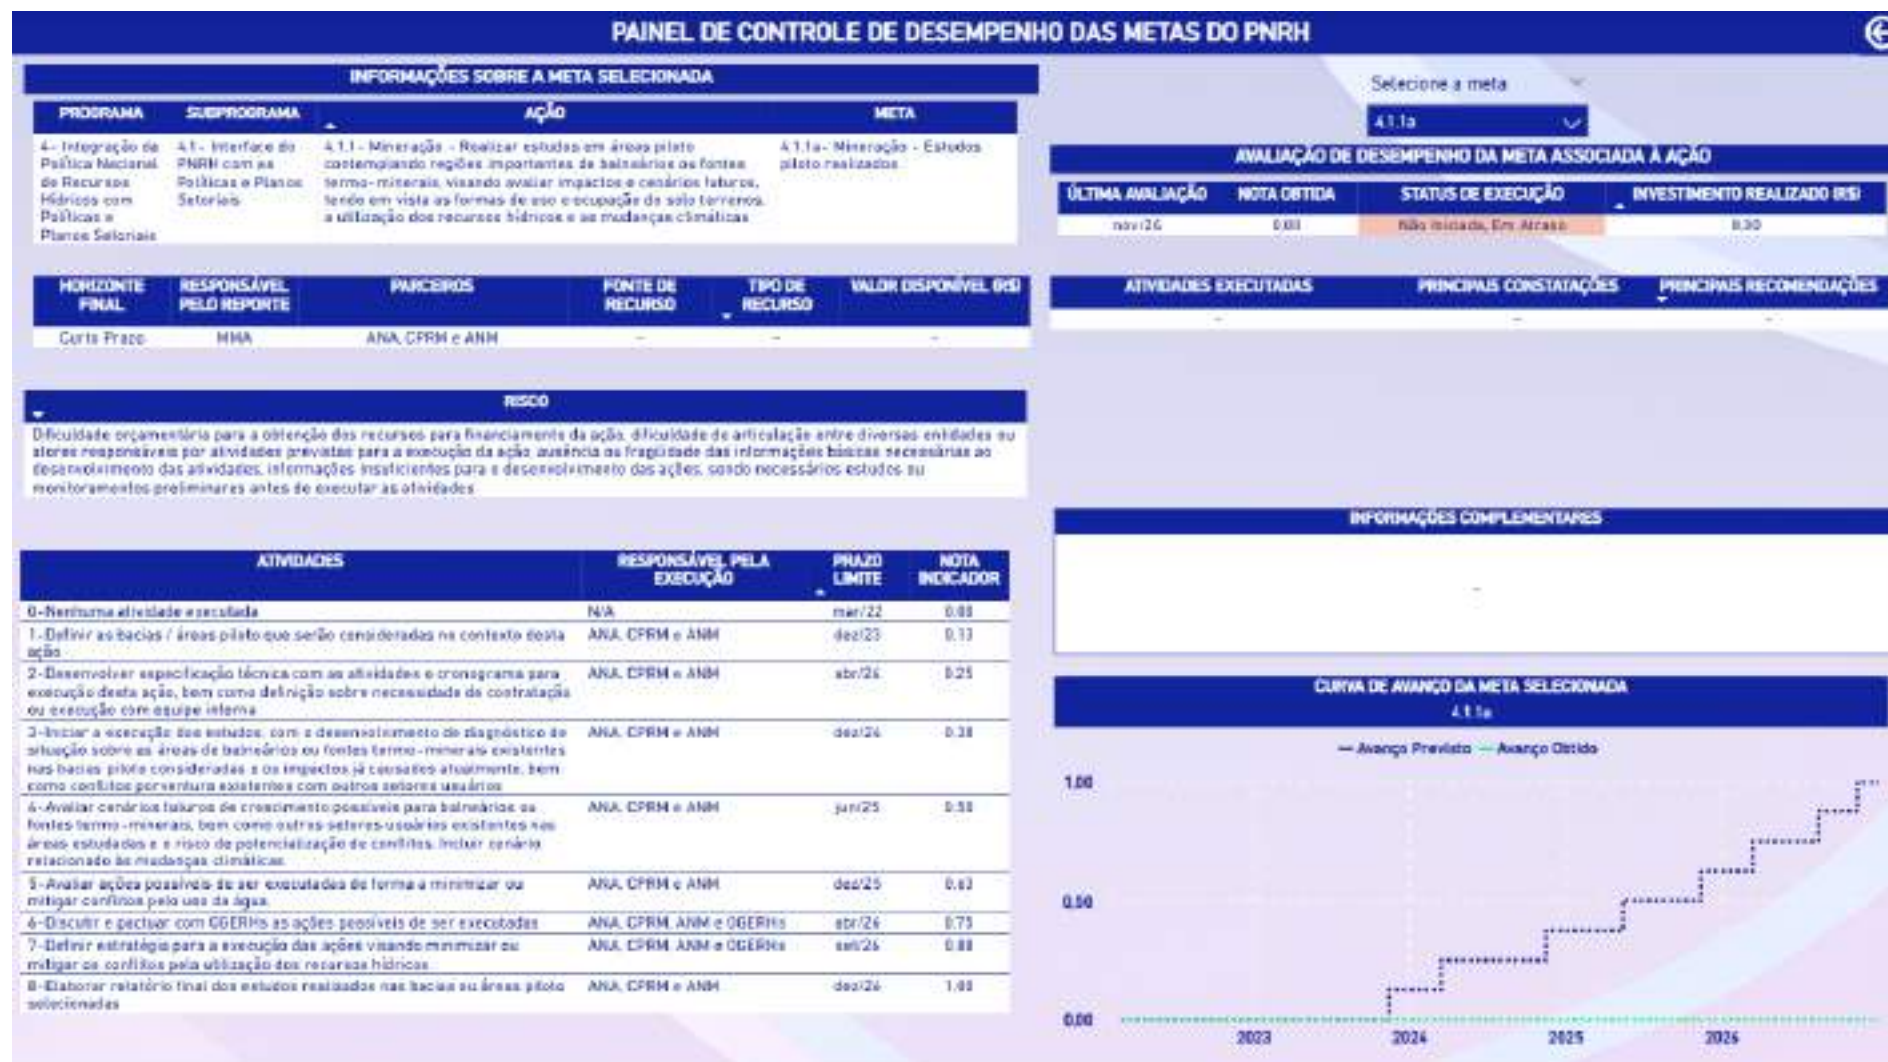 PAINEL DE CONTROLE DE DESEMPENHO DAS METAS DO PNRH
INFORMAÇÕES SOBRE A META SELECIONADA
PROGRAMA SUBPROGRAMA AÇÃO META
4- Integração da Política Nacional de Recursos Hídricos com Políticas e Planos Setoriais
4.1- Interface do PNRH com as Políticas e Planos Setoriais
4.1.1- Mineração - Realizar estudos em áreas piloto
contemplando regiões importantes de balneários ou fontes
termo-minerais, visando avaliar impactos e cenários futuros,
tendo em vista as formas de uso e ocupação do solo terrenos,
a utilização dos recursos hídricos e as mudanças climáticas
4.1.1a- Mineração - Estudos
piloto realizados
HORIZONTE FINAL RESPONSÁVEL PELO REPORTE PARCEIROS FONTE DE RECURSO TIPO DE RECURSO VALOR DISPONÍVEL (R$)
Curto Prazo MMA ANA, CPRM e ANM - - -
RISCO
Dificuldade orçamentária para a obtenção dos recursos para financiamento da ação, dificuldade de articulação entre diversas entidades ou
atores responsáveis por atividades previstas para a execução da ação, ausência ou fragilidade das informações básicas necessárias ao
desenvolvimento das atividades, informações insuficientes para o desenvolvimento das ações, sendo necessários estudos ou
monitoramentos preliminares antes de executar as atividades
ATIVIDADES RESPONSÁVEL PELA EXECUÇÃO PRAZO LIMITE NOTA INDICADOR
0-Nenhuma atividade executada N/A mar/22 0.00
1-Definir as bacias / áreas piloto que serão consideradas no contexto desta ANA, CPRM e ANM dez/23 0.13
ação
2-Desenvolver especificação técnica com as atividades e cronograma para ANA, CPRM e ANM abr/24 0.25
execução desta ação, bem como definição sobre necessidade de contratação
ou execução com equipe interna
3-Iniciar a execução dos estudos, com o desenvolvimento de diagnóstico de ANA, CPRM e ANM dez/24 0.38
situação sobre as áreas de balneários ou fontes termo-minerais existentes
nas bacias piloto consideradas e os impactos já causados atualmente, bem
como conflitos porventura existentes com outros setores usuários
4-Avaliar cenários futuros de crescimento possíveis para balneários ou ANA, CPRM e ANM jun/25 0.50
fontes termo-minerais, bem como outros setores usuários existentes nas
áreas estudadas e o risco de potencialização de conflitos. Incluir cenário
relacionado às mudanças climáticas.
5-Avaliar ações possíveis de ser executadas de forma a minimizar ou ANA, CPRM e ANM dez/25 0.63
mitigar conflitos pelo uso da água.
6-Discutir e pactuar com OGERHs as ações possíveis de ser executadas ANA, CPRM, ANM e OGERHs abr/26 0.75
7-Definir estratégia para a execução das ações visando minimizar ou ANA, CPRM, ANM e OGERHs set/26 0.88
mitigar os conflitos pela utilização dos recursos hídricos
8-Elaborar relatório final dos estudos realizados nas bacias ou áreas piloto ANA, CPRM e ANM dez/26 1.00
selecionadas
Selecione a meta
4.1.1a
AVALIAÇÃO DE DESEMPENHO DA META ASSOCIADA À AÇÃO
ÚLTIMA AVALIAÇÃO NOTA OBTIDA STATUS DE EXECUÇÃO INVESTIMENTO REALIZADO (R$)
0.00 Não Iniciada, Em Atraso
ATIVIDADES EXECUTADAS PRINCIPAIS CONSTATAÇÕES PRINCIPAIS RECOMENDAÇÕES
- - -
INFORMAÇÕES COMPLEMENTARES
-
CURVA DE AVANÇO DA META SELECIONADA
4.1.1a
Avanço Previsto Avanço Obtido
1.00
0.50
0.00
2023 2024 2025 2026